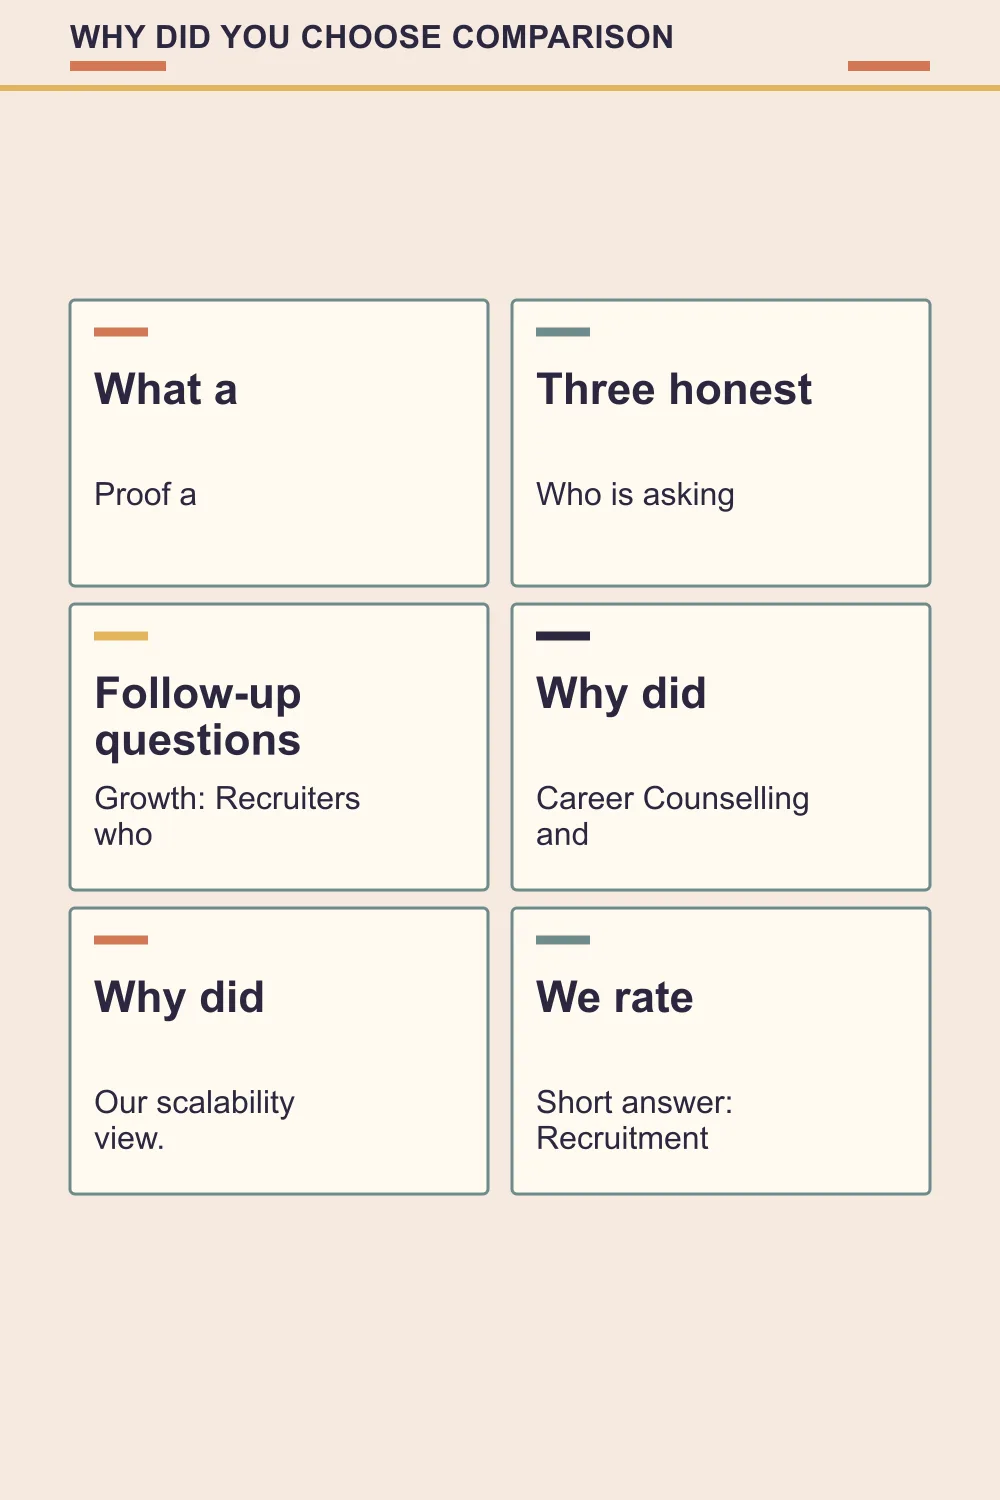 WHY DID YOU CHOOSE COMPARISON
What a
Proof a
Three honest
Who is asking
Follow-up
questions
Growth: Recruiters
who
Why did
Career Counselling
and
Why did
Our scalability
view.
We rate
Short answer:
Recruitment